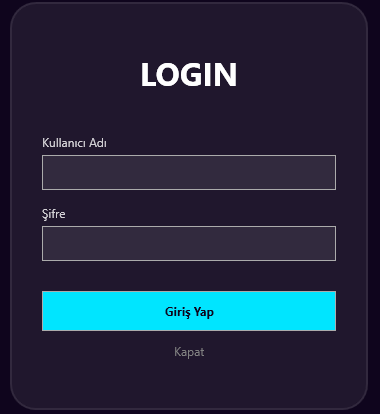 LOGIN
Kullanıcı Adı
Şifre
Giriş Yap
Kapat